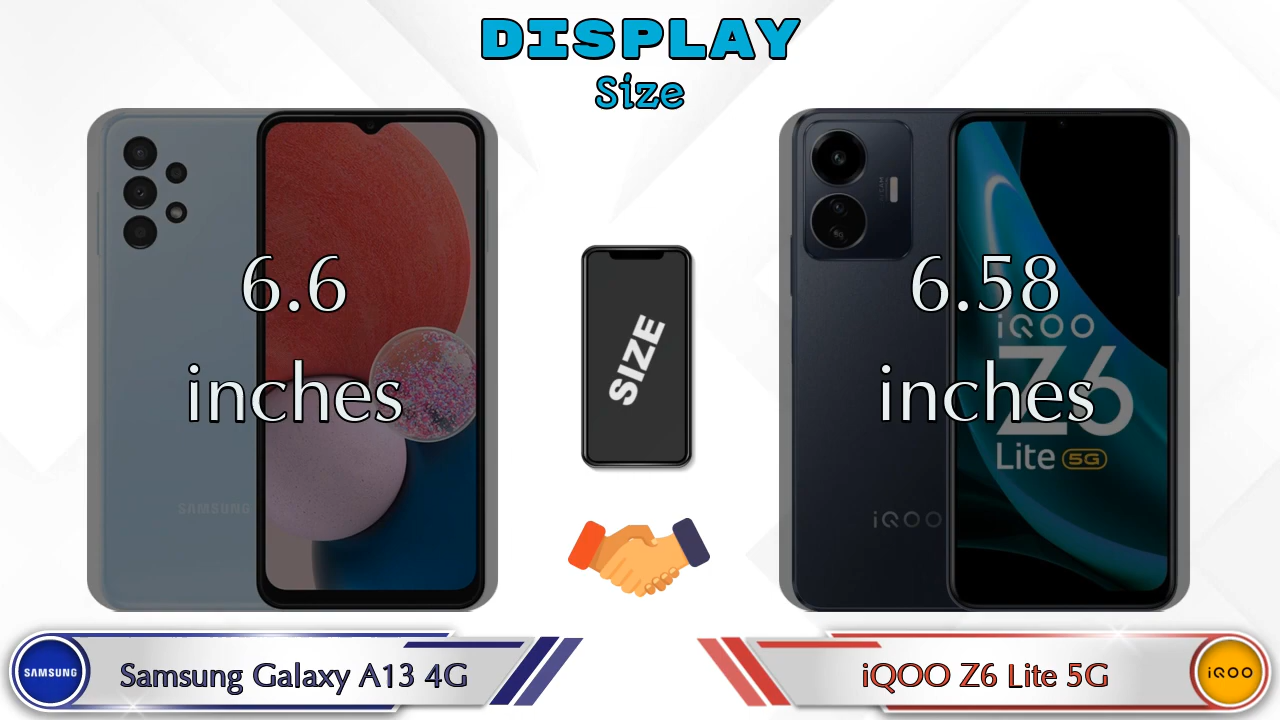 DISPLAY
Size
6.6
inches
SAMSUNG
SIZE
6.58
inches
iQOO
Z6
Lite 5G
iQOO
SAMSUNG
Samsung Galaxy A13 4G
iQOO Z6 Lite 5G
iQOO